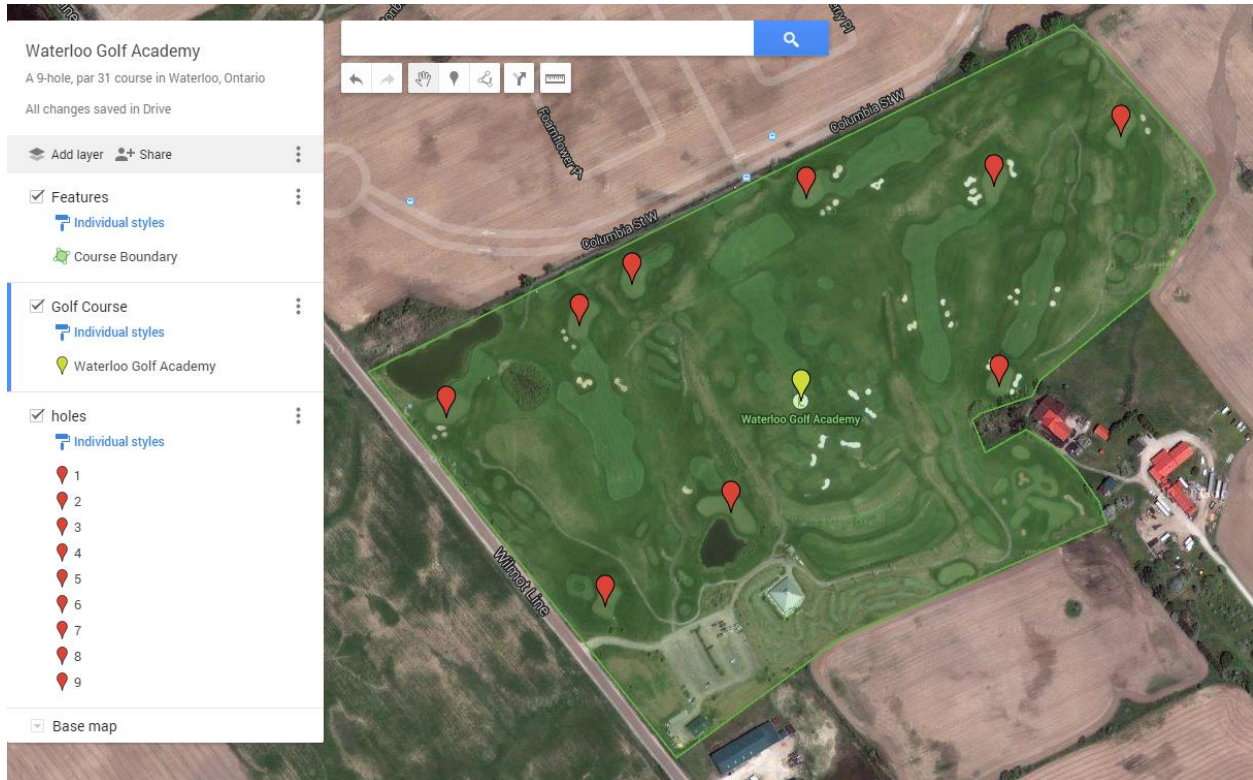 Waterloo Golf Academy
A 9-hole, par 31 course in Waterloo, Ontario
All changes saved in Drive
Add layer
Share
Features
Individual styles
Course Boundary
Golf Course
Individual styles
Waterloo Golf Academy
holes
Individual styles
1
2
3
4
5
6
7
8
9
Base map
Foamflower Pl
Columbia St W
Columbia St W
Waterloo Golf Academy
Wilmot Line